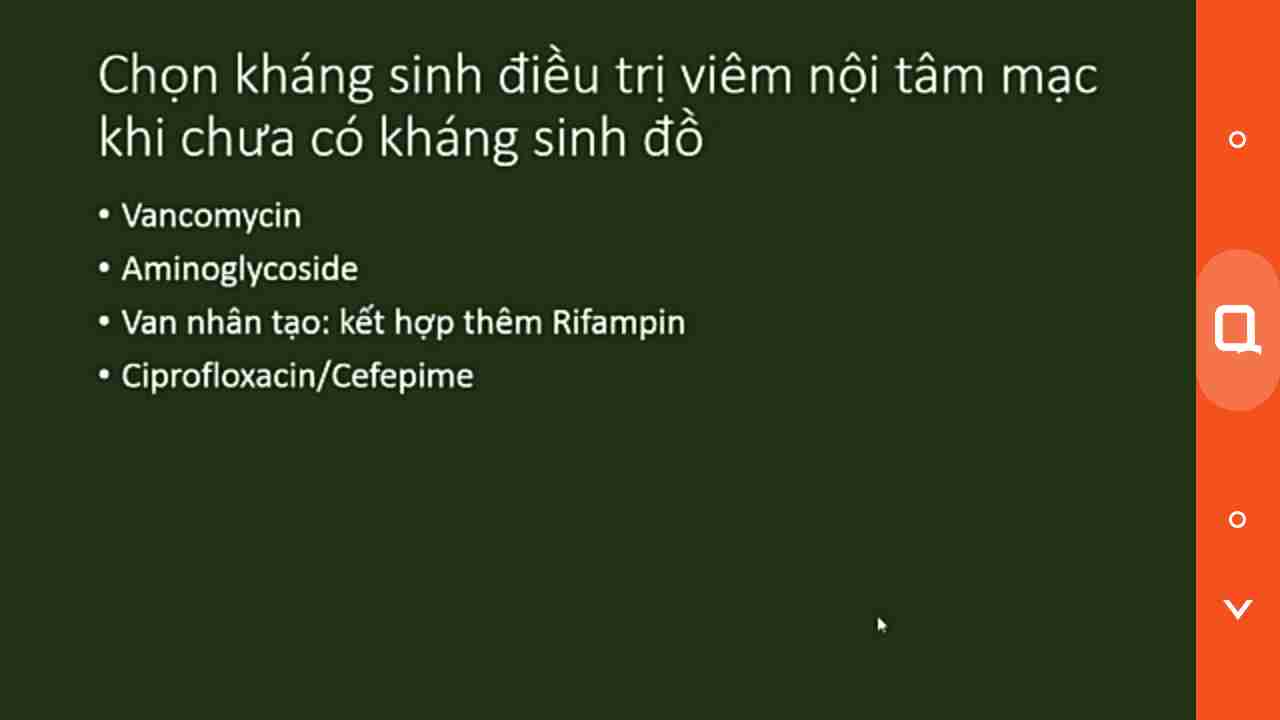 Chọn kháng sinh điều trị viêm nội tâm mạc
khi chưa có kháng sinh đồ
• Vancomycin
• Aminoglycoside
• Van nhân tạo: kết hợp thêm Rifampin
• Ciprofloxacin/Cefepime